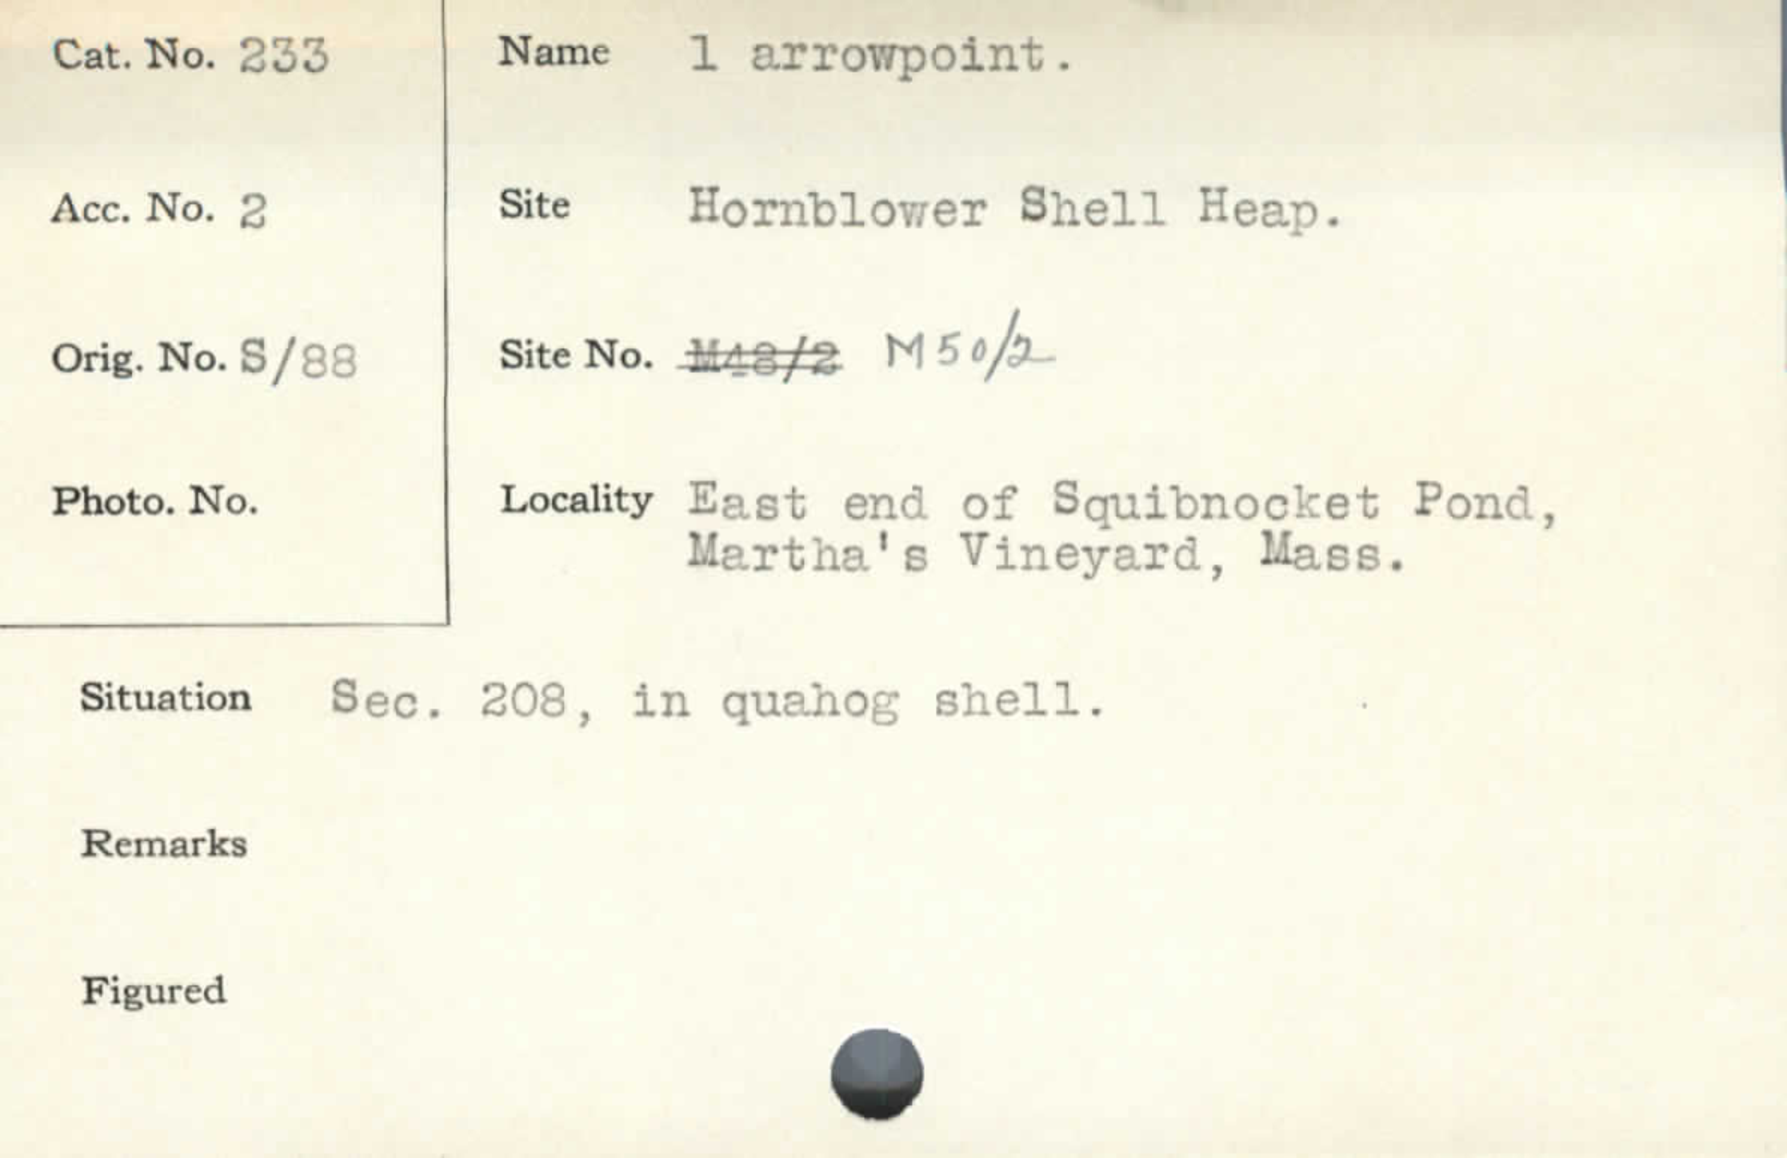 Cat. No. 233
Name 1 arrowpoint.
Acc. No. 2
Site Hornblower Shell Heap.
Orig. No. S/88
Site No. M48/2 M50/2
Photo. No.
Locality East end of Squibnocket Pond,
Martha's Vineyard, Mass.
Situation Sec. 208, in quahog shell.
Remarks
Figured